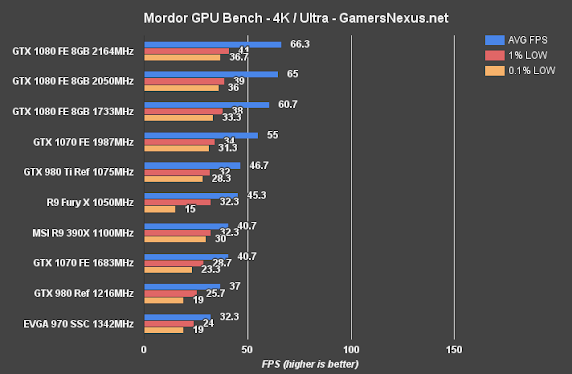 Mordor GPU Bench - 4K / Ultra - GamersNexus.net
AVG FPS
1% LOW
0.1% LOW
GTX 1080 FE 8GB 2164MHz
66.3
44
36.7
GTX 1080 FE 8GB 2050MHz
65
39
36
GTX 1080 FE 8GB 1733MHz
60.7
38
33.3
GTX 1070 FE 1987MHz
55
34
31.3
GTX 980 Ti Ref 1075MHz
46.7
32
28.3
R9 Fury X 1050MHz
45.3
32.3
15
MSI R9 390X 1100MHz
40.7
32.3
30
GTX 1070 FE 1683MHz
40.7
28.7
23.3
GTX 980 Ref 1216MHz
37
25.7
19
EVGA 970 SSC 1342MHz
32.3
24
19
0
50
100
150
FPS (higher is better)